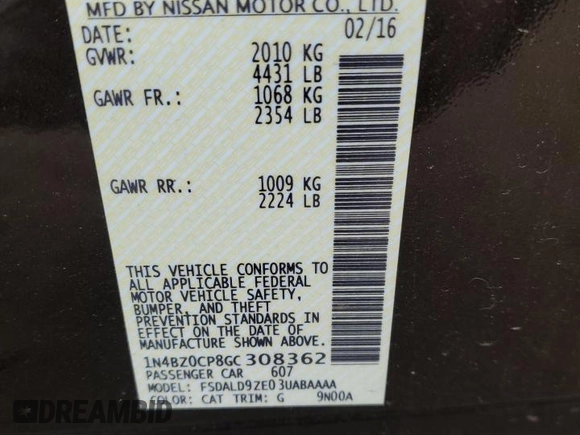 MFD BY NISSAN MOTOR CO., LTD.
DATE: 02/16
GVWR: 2010 KG
4431 LB
GAWR FR.: 1068 KG
2354 LB
GAWR RR.: 1009 KG
2224 LB
THIS VEHICLE CONFORMS TO
ALL APPLICABLE FEDERAL
MOTOR VEHICLE SAFETY,
BUMPER, AND THEFT
PREVENTION STANDARDS IN
EFFECT ON THE DATE OF
MANUFACTURE SHOWN ABOVE.
1N4BZ0CP8GC308362
PASSENGER CAR 607
MODEL: FSDALD9ZE03UABAAAA
COLOR: CAT TRIM: G 9N00A
DREAMBID